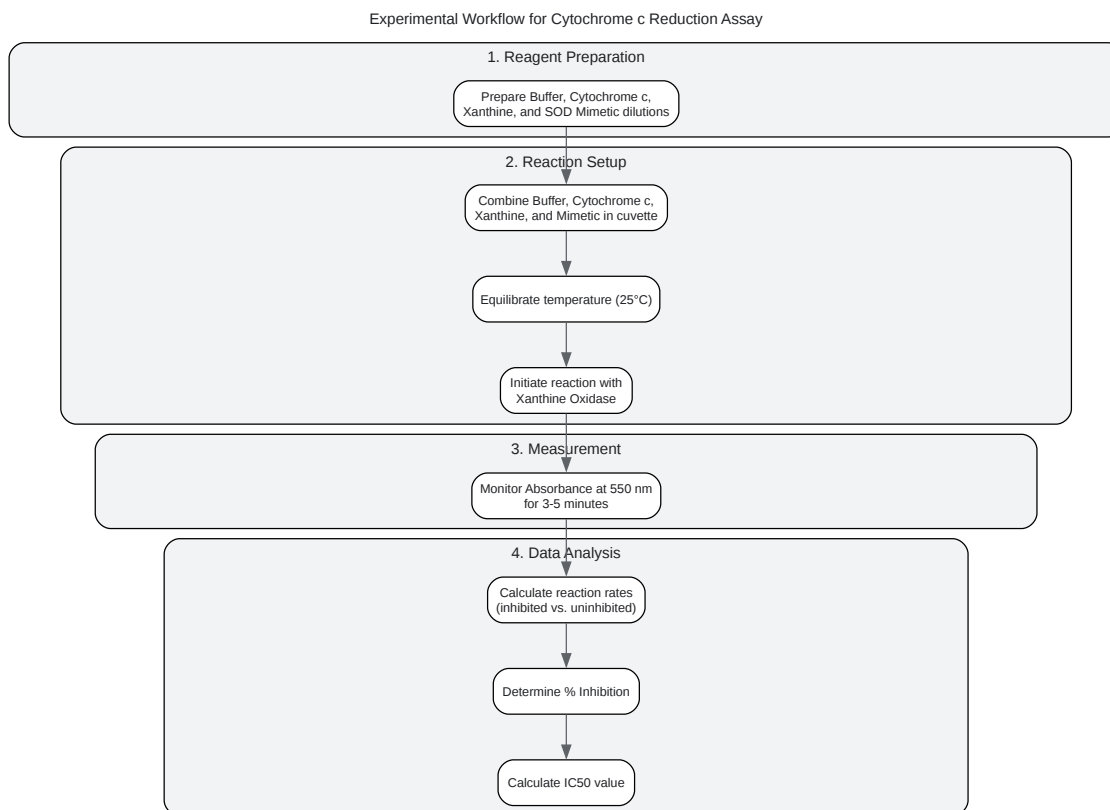 Experimental Workflow for Cytochrome c Reduction Assay
1. Reagent Preparation
Prepare Buffer, Cytochrome c,
Xanthine, and SOD Mimetic dilutions
2. Reaction Setup
Combine Buffer, Cytochrome c,
Xanthine, and Mimetic in cuvette
Equilibrate temperature (25°C)
Initiate reaction with
Xanthine Oxidase
3. Measurement
Monitor Absorbance at 550 nm
for 3-5 minutes
4. Data Analysis
Calculate reaction rates
(inhibited vs. uninhibited)
Determine % Inhibition
Calculate IC50 value